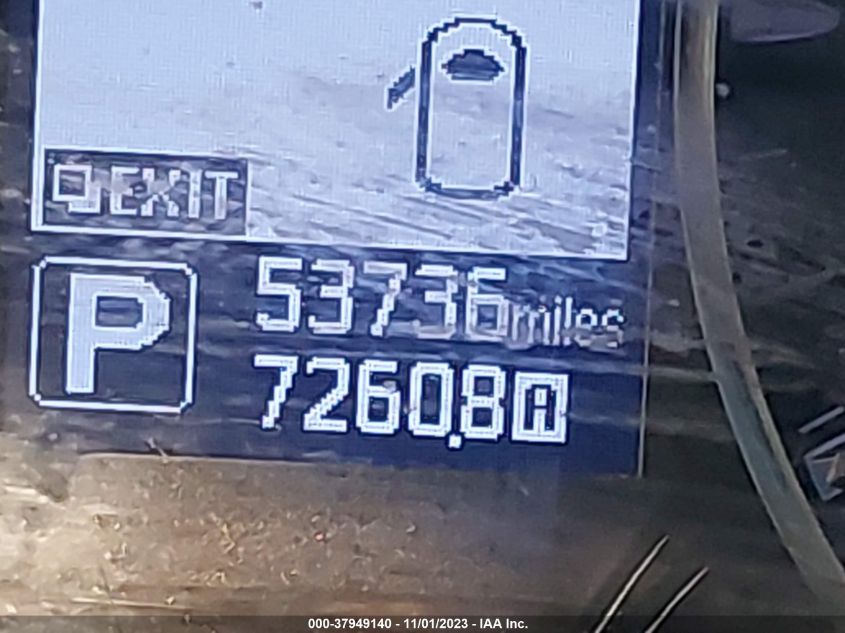 EXIT
P
53736 miles
7260.8 A
000-37949140 - 11/01/2023 - IAA Inc.